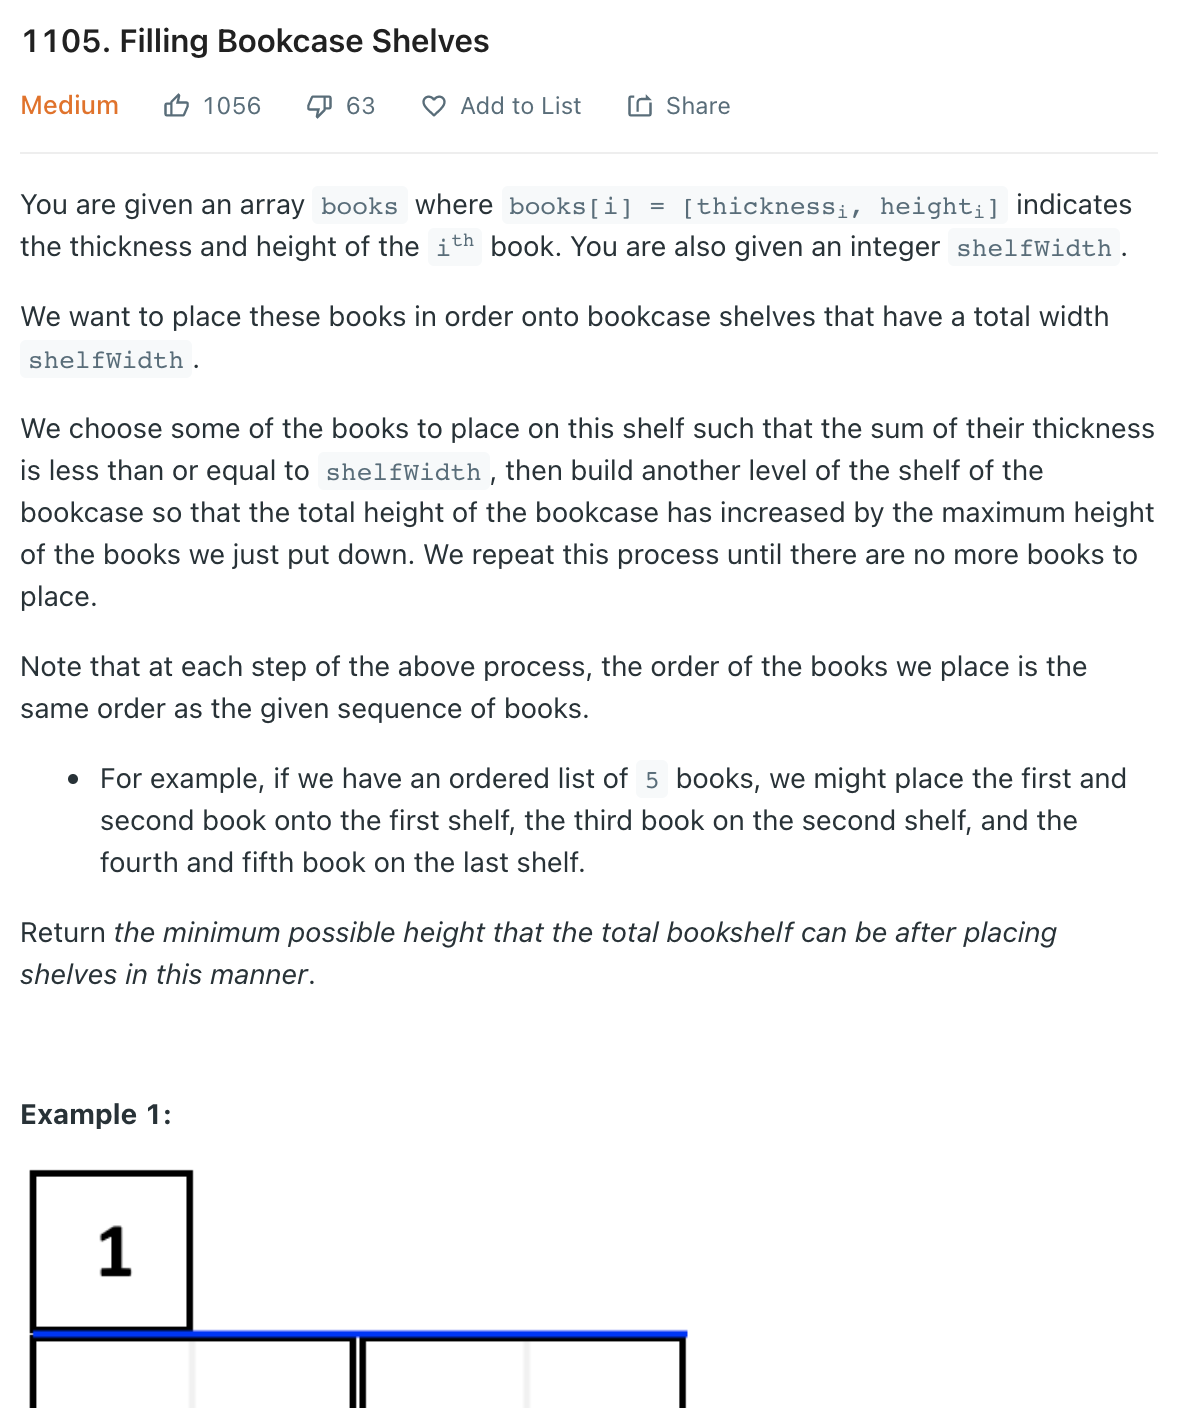 1105. Filling Bookcase Shelves
Medium 1056 63 Add to List Share
You are given an array books where books[i] = [thicknessᵢ, heightᵢ] indicates
the thickness and height of the iᵗʰ book. You are also given an integer shelfWidth .
We want to place these books in order onto bookcase shelves that have a total width
shelfWidth .
We choose some of the books to place on this shelf such that the sum of their thickness
is less than or equal to shelfWidth , then build another level of the shelf of the
bookcase so that the total height of the bookcase has increased by the maximum height
of the books we just put down. We repeat this process until there are no more books to
place.
Note that at each step of the above process, the order of the books we place is the
same order as the given sequence of books.
• For example, if we have an ordered list of 5 books, we might place the first and
second book onto the first shelf, the third book on the second shelf, and the
fourth and fifth book on the last shelf.
Return the minimum possible height that the total bookshelf can be after placing
shelves in this manner.
Example 1:
1